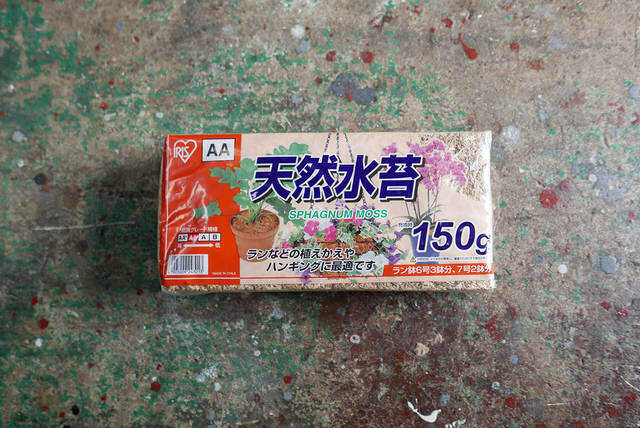 IRIS
AA
天然水苔
SPHAGNUM MOSS
150g
ランなどの植えかえや
ハンギングに最適です
ラン鉢6号3鉢分、7号2鉢分
A
B
MADE IN CHILE